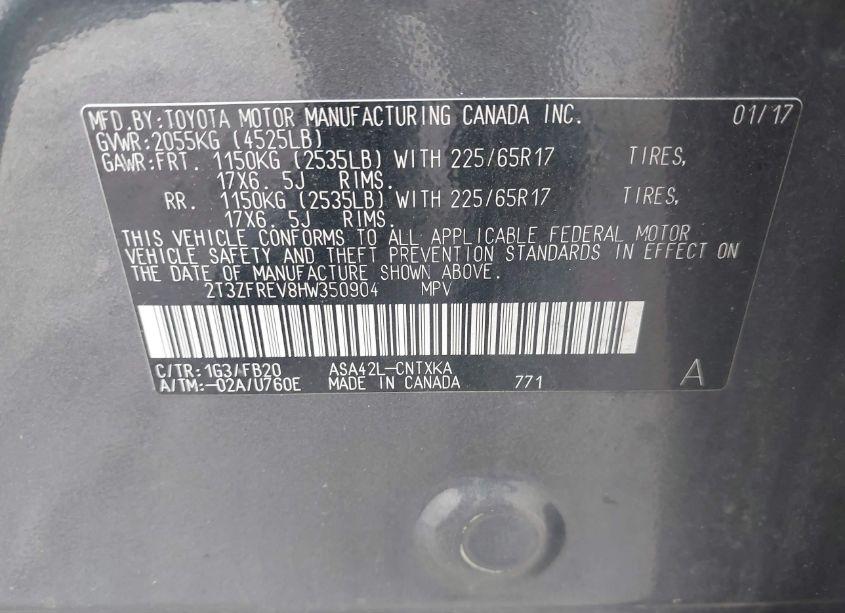 MFD.BY:TOYOTA MOTOR MANUFACTURING CANADA INC. 01/17
GVWR:2055KG (4525LB)
GAWR:FRT. 1150KG (2535LB) WITH 225/65R17 TIRES,
17X6. 5J RIMS.
RR. 1150KG (2535LB) WITH 225/65R17 TIRES,
17X6. 5J RIMS.
THIS VEHICLE CONFORMS TO ALL APPLICABLE FEDERAL MOTOR
VEHICLE SAFETY AND THEFT PREVENTION STANDARDS IN EFFECT ON
THE DATE OF MANUFACTURE SHOWN ABOVE.
2T3ZFREV8HW350904 MPV
C/TR:1G3/FB20 ASA42L-CNTXKA
A/TM:-02A/U760E MADE IN CANADA 771 A